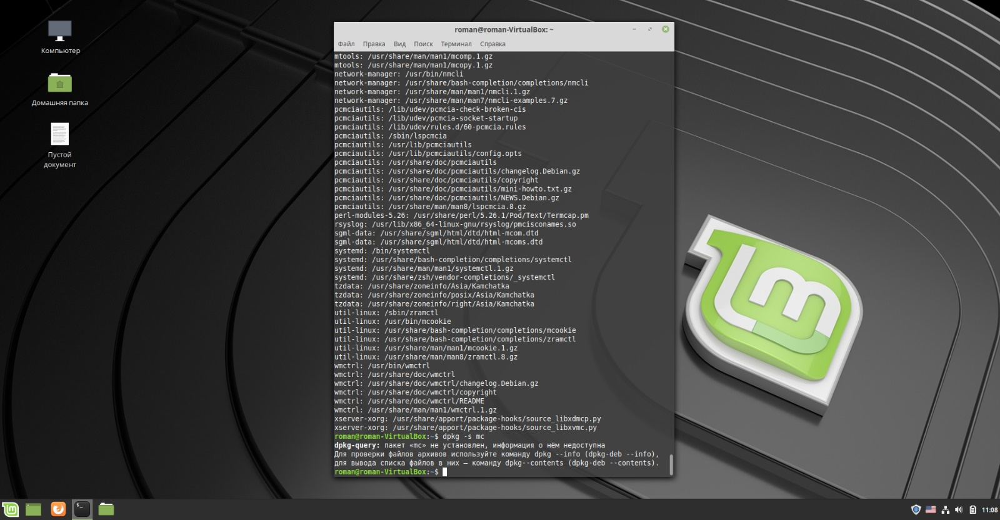 Компьютер
Домашняя папка
Пустой
документ
roman@roman-VirtualBox: ~
Файл Правка Вид Поиск Терминал Справка
mtools: /usr/share/man/man1/mcomp.1.gz
mtools: /usr/share/man/man1/mcopy.1.gz
network-manager: /usr/bin/nmcli
network-manager: /usr/share/bash-completion/completions/nmcli
network-manager: /usr/share/man/man1/nmcli.1.gz
network-manager: /usr/share/man/man7/nmcli-examples.7.gz
pcmciautils: /lib/udev/pcmcia-check-broken-cis
pcmciautils: /lib/udev/pcmcia-socket-startup
pcmciautils: /lib/udev/rules.d/60-pcmcia.rules
pcmciautils: /sbin/lspcmcia
pcmciautils: /usr/lib/pcmciautils
pcmciautils: /usr/lib/pcmciautils/config.opts
pcmciautils: /usr/share/doc/pcmciautils
pcmciautils: /usr/share/doc/pcmciautils/changelog.Debian.gz
pcmciautils: /usr/share/doc/pcmciautils/copyright
pcmciautils: /usr/share/doc/pcmciautils/mini-howto.txt.gz
pcmciautils: /usr/share/doc/pcmciautils/NEWS.Debian.gz
pcmciautils: /usr/share/man/man8/lspcmcia.8.gz
perl-modules-5.26: /usr/share/perl/5.26.1/Pod/Text/Termcap.pm
rsyslog: /usr/lib/x86_64-linux-gnu/rsyslog/pmcisconames.so
sgml-data: /usr/share/sgml/html/dtd/html-mcom.dtd
sgml-data: /usr/share/sgml/html/dtd/html-mcoms.dtd
systemd: /bin/systemctl
systemd: /usr/share/bash-completion/completions/systemctl
systemd: /usr/share/man/man1/systemctl.1.gz
systemd: /usr/share/zsh/vendor-completions/_systemctl
tzdata: /usr/share/zoneinfo/Asia/Kamchatka
tzdata: /usr/share/zoneinfo/posix/Asia/Kamchatka
tzdata: /usr/share/zoneinfo/right/Asia/Kamchatka
util-linux: /sbin/zramctl
util-linux: /usr/bin/mcookie
util-linux: /usr/share/bash-completion/completions/mcookie
util-linux: /usr/share/bash-completion/completions/zramctl
util-linux: /usr/share/man/man1/mcookie.1.gz
util-linux: /usr/share/man/man8/zramctl.8.gz
wmctrl: /usr/bin/wmctrl
wmctrl: /usr/share/doc/wmctrl
wmctrl: /usr/share/doc/wmctrl/changelog.Debian.gz
wmctrl: /usr/share/doc/wmctrl/copyright
wmctrl: /usr/share/doc/wmctrl/README
wmctrl: /usr/share/man/man1/wmctrl.1.gz
xserver-xorg: /usr/share/apport/package-hooks/source_libxdmcp.py
xserver-xorg: /usr/share/apport/package-hooks/source_libxvmc.py
roman@roman-VirtualBox:~$ dpkg -s mc
dpkg-query: пакет «mc» не установлен, информация о нём недоступна
Для проверки файлов архивов используйте команду dpkg --info (dpkg-deb --info),
для вывода списка файлов в них — команду dpkg--contents (dpkg-deb --contents).
roman@roman-VirtualBox:~$
11:08